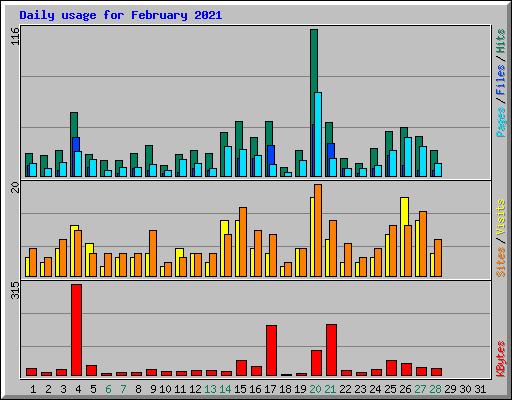 Daily usage for February 2021
116
Pages / Files / Hits
20
Sites / Visits
315
KBytes
1 2 3 4 5 6 7 8 9 10 11 12 13 14 15 16 17 18 19 20 21 22 23 24 25 26 27 28 29 30 31